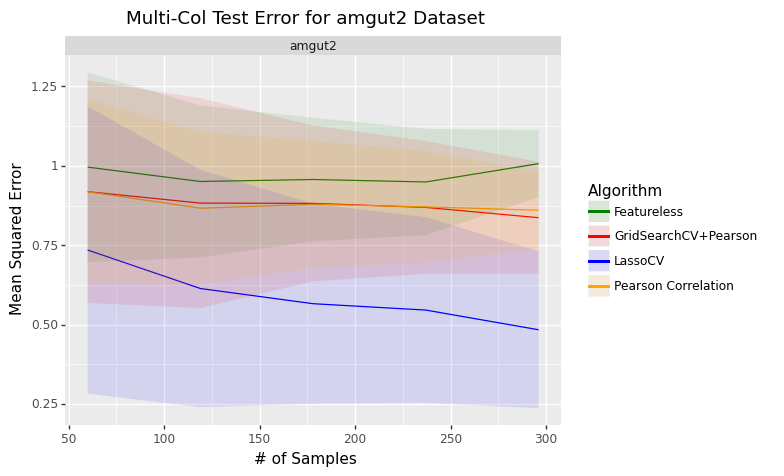 Multi-Col Test Error for amgut2 Dataset
amgut2
Mean Squared Error
1.25
1
0.75
0.50
0.25
50
100
150
200
250
300
# of Samples
Algorithm
Featureless
GridSearchCV+Pearson
LassoCV
Pearson Correlation